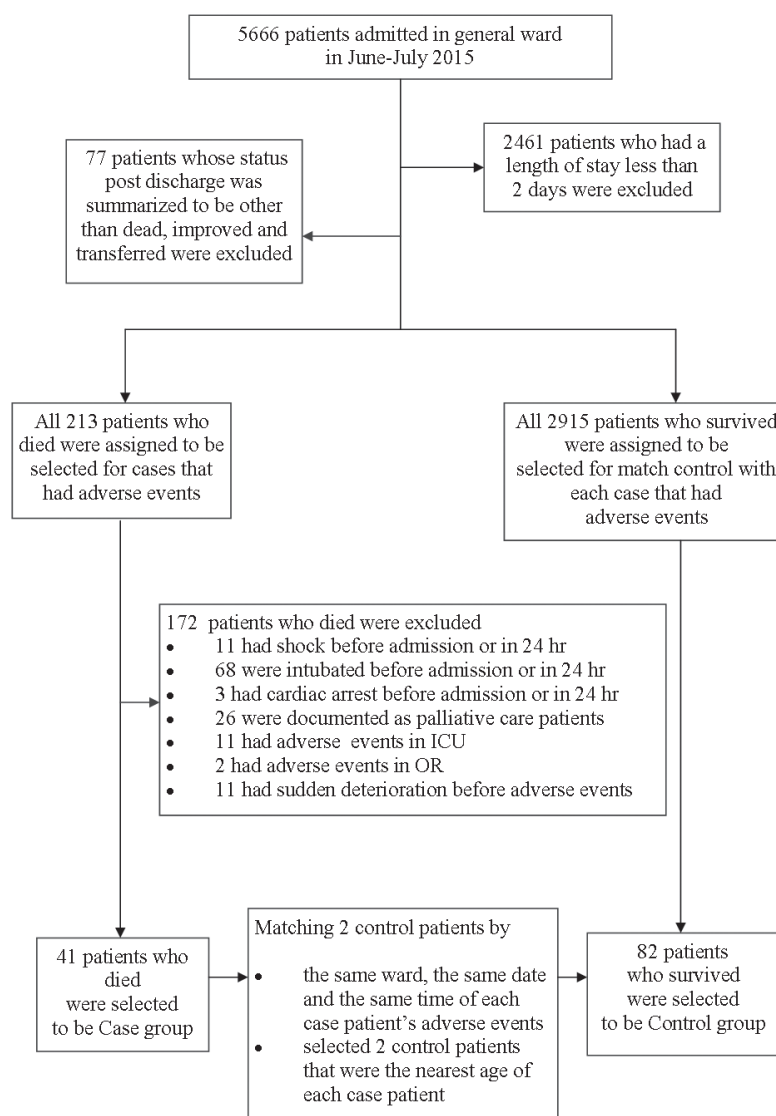 5666 patients admitted in general ward
in June-July 2015
2461 patients who had a
length of stay less than
2 days were excluded
77 patients whose status
post discharge was
summarized to be other
than dead, improved and
transferred were excluded
All 213 patients who
died were assigned to be
selected for cases that
had adverse events
All 2915 patients who survived
were assigned to be
selected for match control with
each case that had
adverse events
172 patients who died were excluded
• 11 had shock before admission or in 24 hr
• 68 were intubated before admission or in 24 hr
• 3 had cardiac arrest before admission or in 24 hr
• 26 were documented as palliative care patients
• 11 had adverse events in ICU
• 2 had adverse events in OR
• 11 had sudden deterioration before adverse events
41 patients who
died
were selected
to be Case group
Matching 2 control patients by
• the same ward, the same date
and the same time of each
case patient's adverse events
• selected 2 control patients
that were the nearest age of
each case patient
82 patients
who survived
were selected
to be Control group